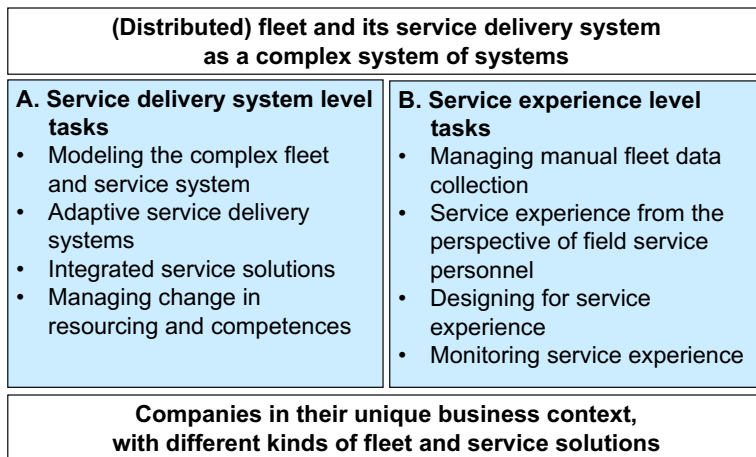 (Distributed) fleet and its service delivery system
as a complex system of systems
A. Service delivery system level
tasks
• Modeling the complex fleet
and service system
• Adaptive service delivery
systems
• Integrated service solutions
• Managing change in
resourcing and competences
B. Service experience level
tasks
• Managing manual fleet data
collection
• Service experience from the
perspective of field service
personnel
• Designing for service
experience
• Monitoring service experience
Companies in their unique business context,
with different kinds of fleet and service solutions